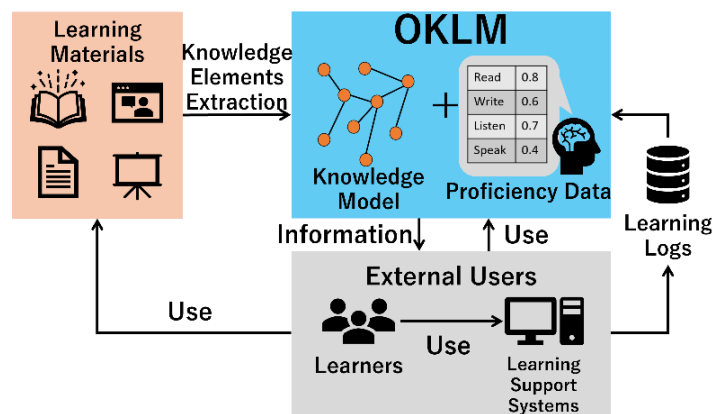 Learning
Materials
Knowledge
Elements
Extraction
OKLM
Read 0.8
Write 0.6
Listen 0.7
Speak 0.4
Knowledge
Model
Proficiency Data
Learning
Logs
Information
Use
External Users
Use
Learners
Use
Learning
Support
Systems